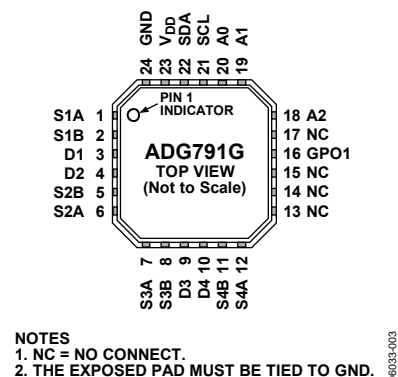 24 GND
23 VDD
22 SDA
21 SCL
20 A0
19 A1
PIN 1
INDICATOR
S1A 1
S1B 2
D1 3
D2 4
S2B 5
S2A 6
ADG791G
TOP VIEW
(Not to Scale)
18 A2
17 NC
16 GPO1
15 NC
14 NC
13 NC
S3A 7
S3B 8
D3 9
D4 10
S4B 11
S4A 12
NOTES
1. NC = NO CONNECT.
2. THE EXPOSED PAD MUST BE TIED TO GND.
6033-003